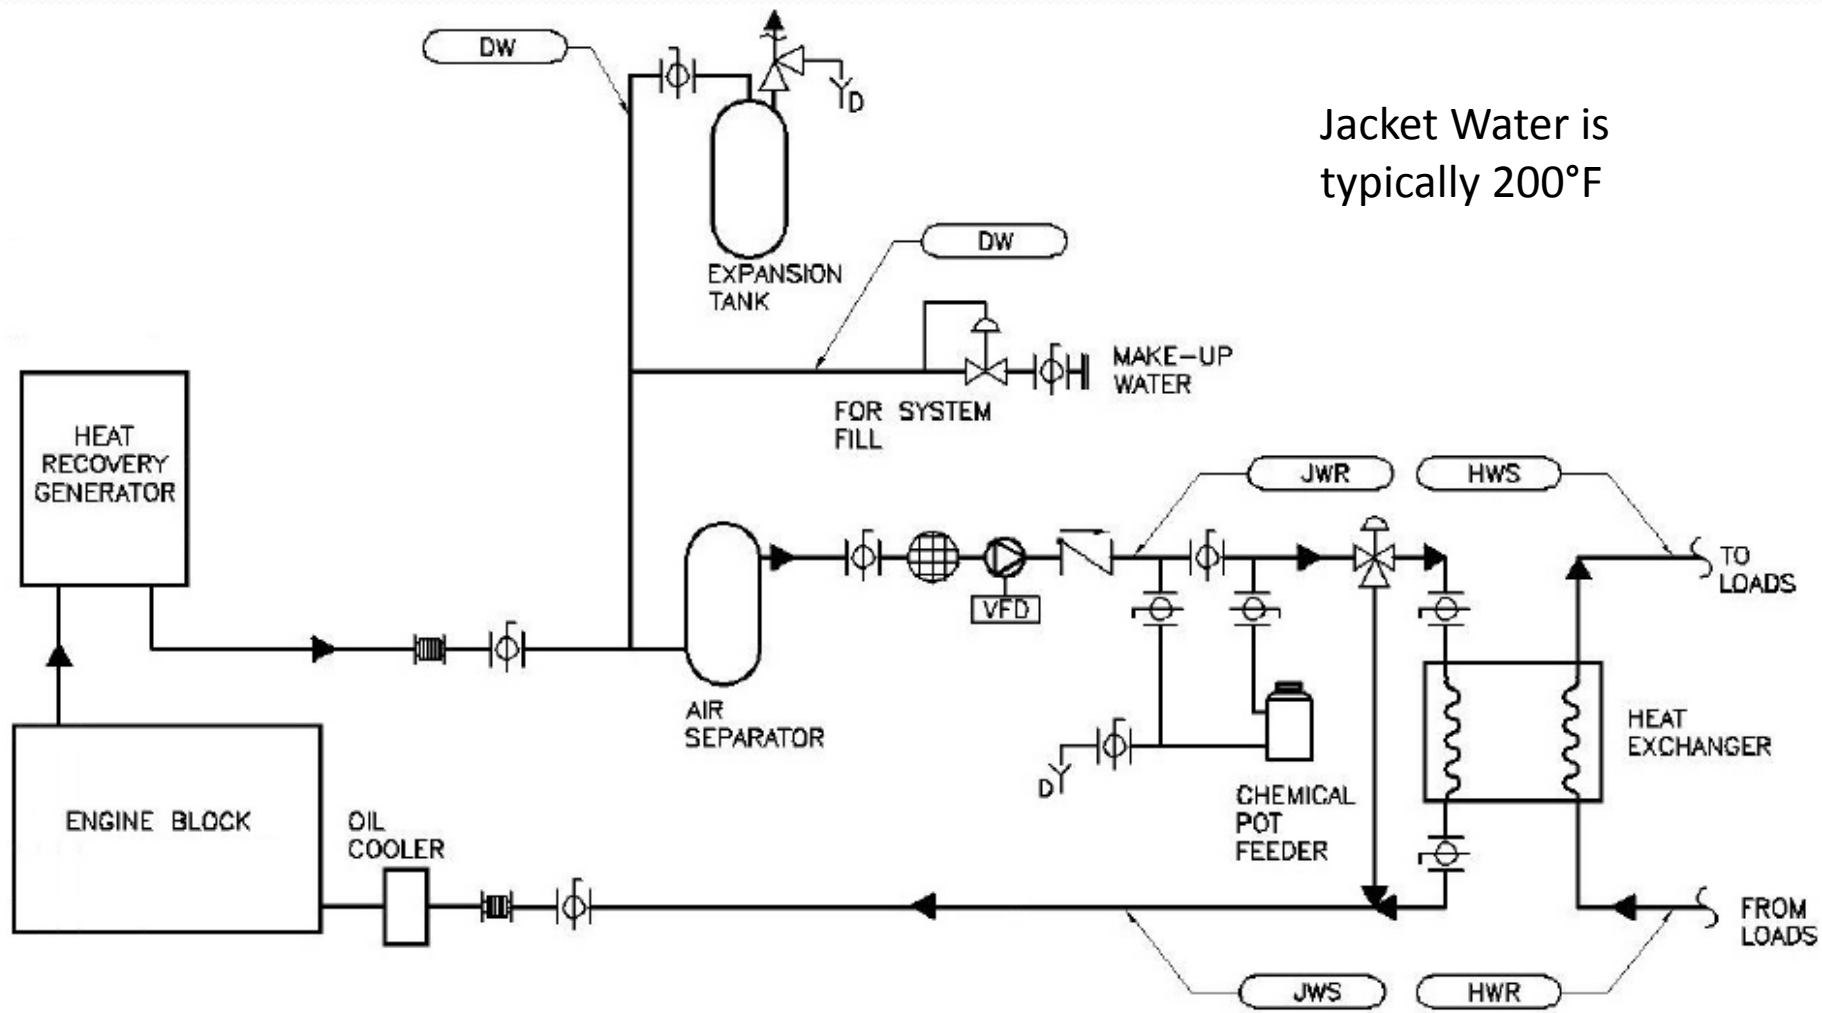 DW
D
Jacket Water is
typically 200°F
DW
EXPANSION
TANK
MAKE-UP
WATER
FOR SYSTEM
FILL
HEAT
RECOVERY
GENERATOR
JWR
HWS
TO
LOADS
VFD
AIR
SEPARATOR
HEAT
EXCHANGER
D
CHEMICAL
POT
FEEDER
ENGINE BLOCK
OIL
COOLER
FROM
LOADS
JWS
HWR